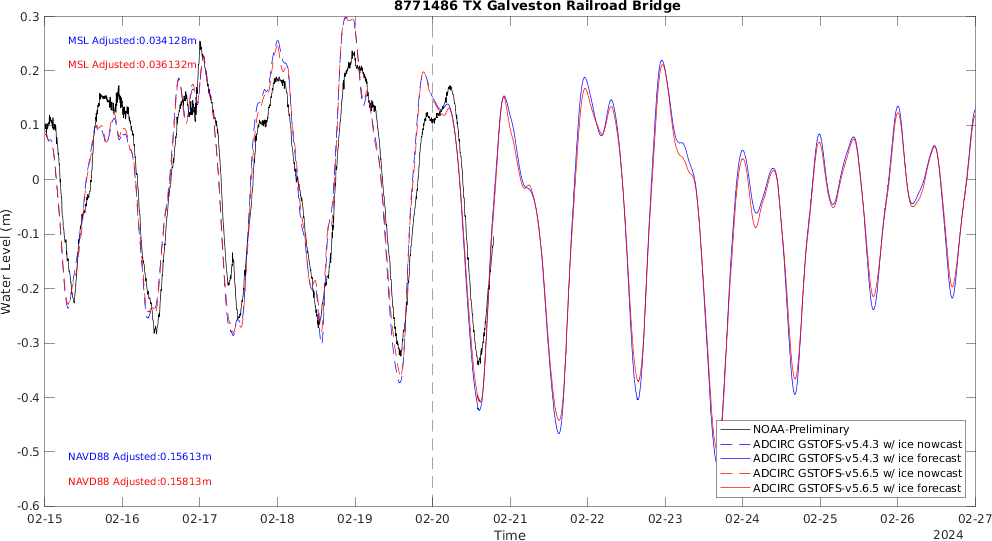 8771486 TX Galveston Railroad Bridge
0.3
0.2
0.1
0
-0.1
-0.2
-0.3
-0.4
-0.5
-0.6
Water Level (m)
MSL Adjusted:0.034128m
MSL Adjusted:0.036132m
NAVD88 Adjusted:0.15613m
NAVD88 Adjusted:0.15813m
NOAA-Preliminary
ADCIRC GSTOFS-v5.4.3 w/ ice nowcast
ADCIRC GSTOFS-v5.4.3 w/ ice forecast
ADCIRC GSTOFS-v5.6.5 w/ ice nowcast
ADCIRC GSTOFS-v5.6.5 w/ ice forecast
02-15 02-16 02-17 02-18 02-19 02-20 02-21 02-22 02-23 02-24 02-25 02-26 02-27
Time
2024